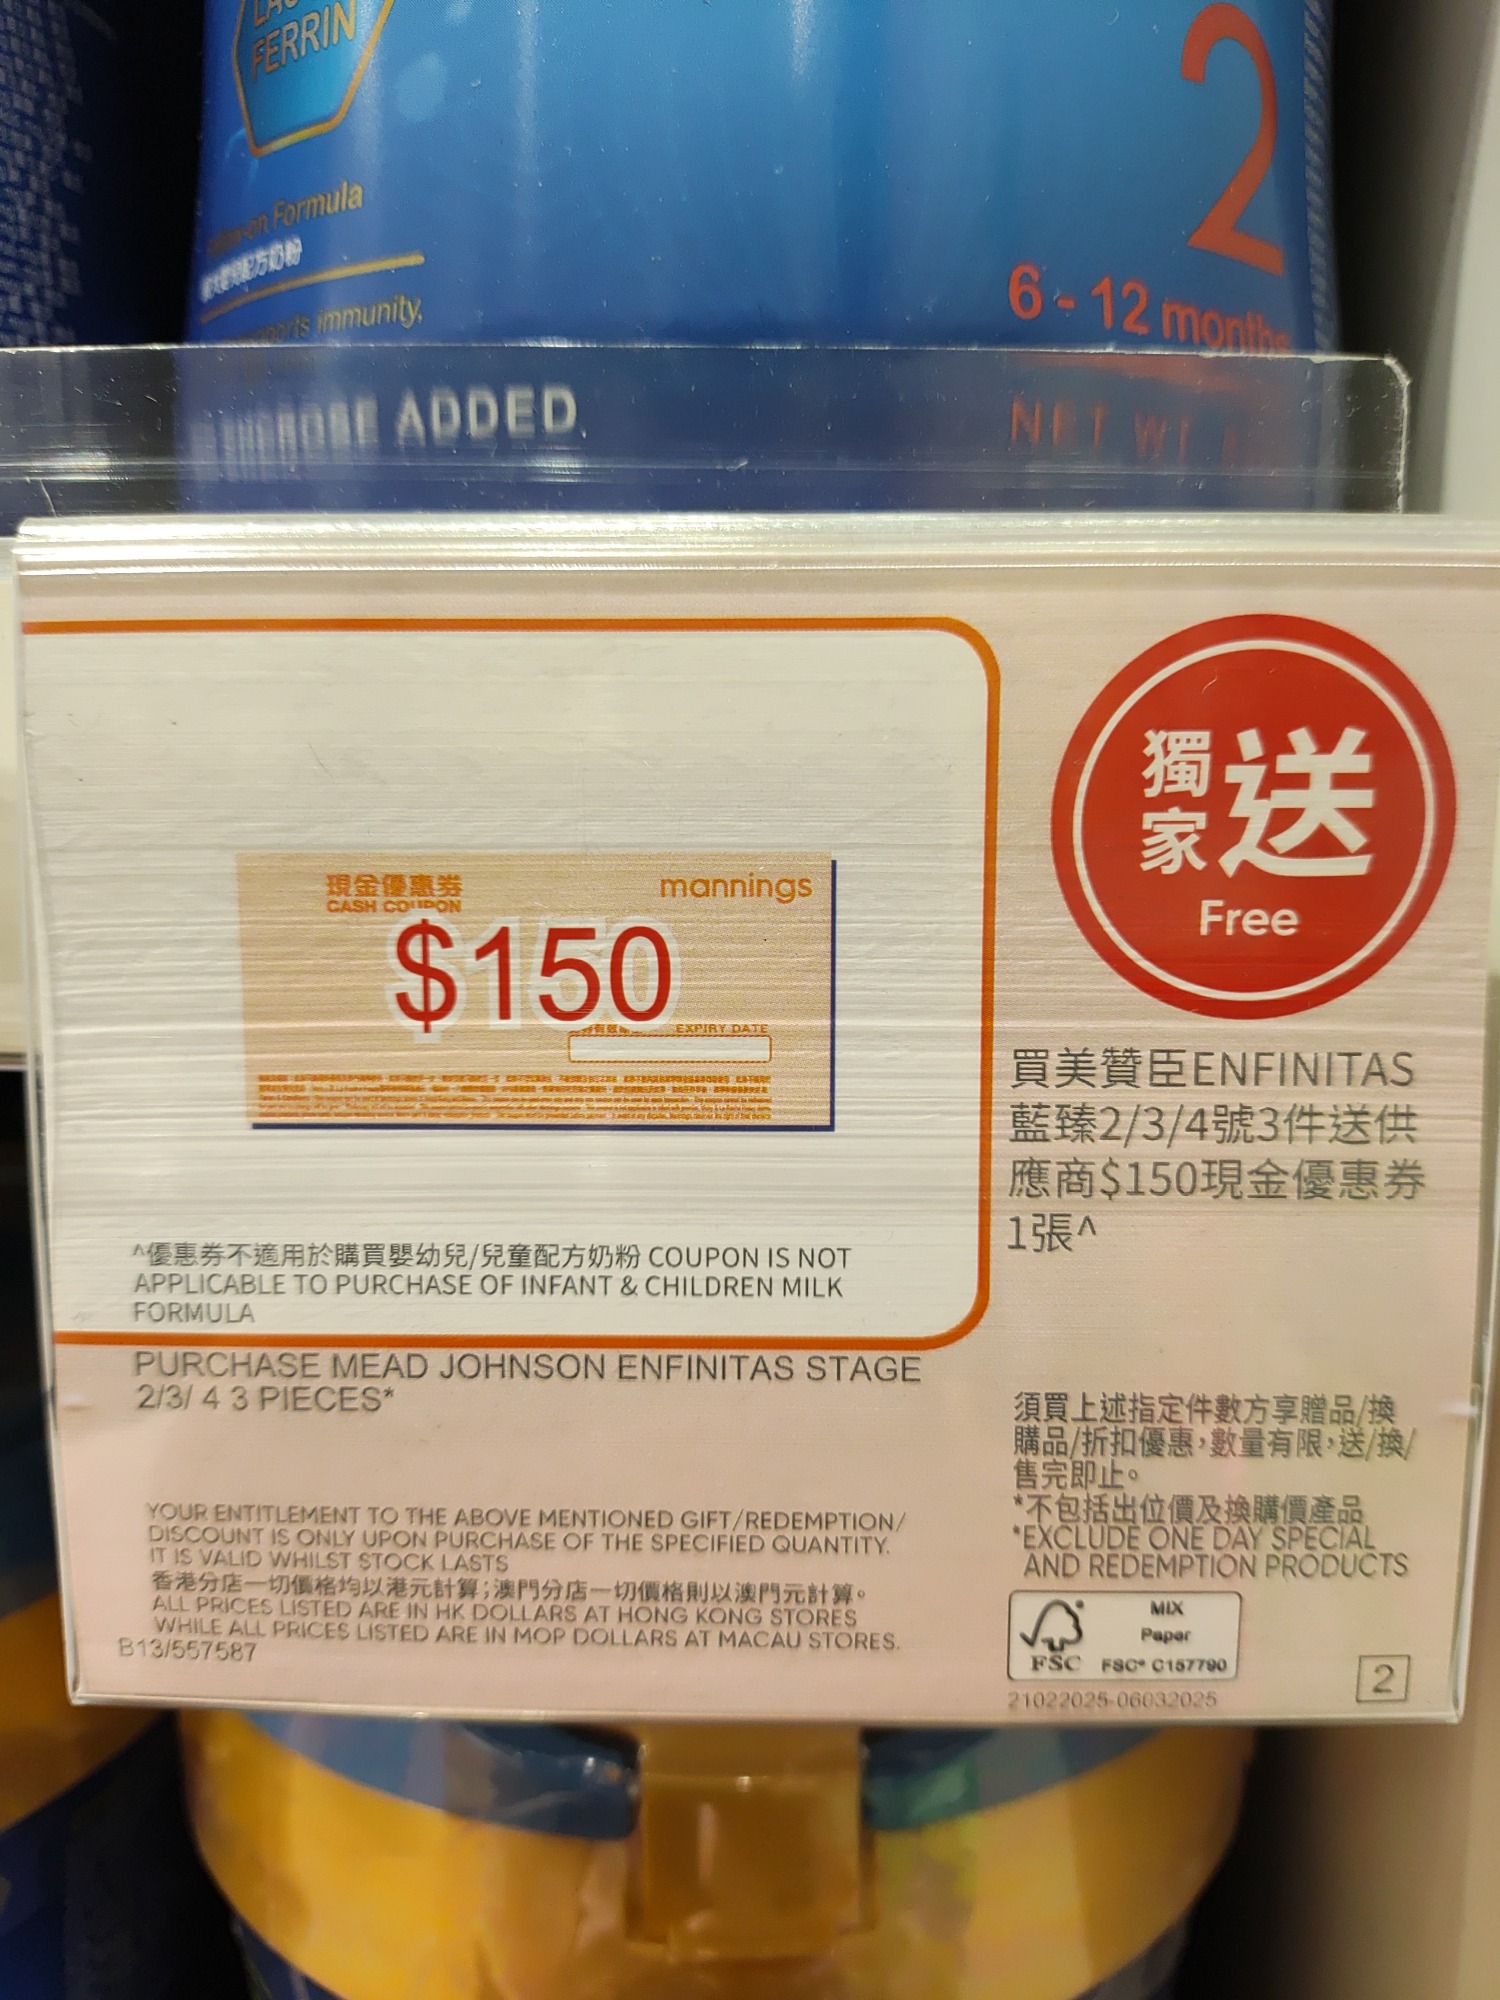 FERRIN
2
Formula
配方奶粉
6 - 12 months
immunity,
ADDED
NET WT
獨家
送
Free
現金優惠券
mannings
CASH COUPON
$150
EXPIRY DATE
買美贊臣ENFINITAS
藍臻2/3/4號3件送供
應商$150現金優惠券
1張^
^優惠券不適用於購買嬰幼兒/兒童配方奶粉 COUPON IS NOT
APPLICABLE TO PURCHASE OF INFANT & CHILDREN MILK
FORMULA
PURCHASE MEAD JOHNSON ENFINITAS STAGE
2/3/ 4 3 PIECES*
須買上述指定件數方享贈品/換
購品/折扣優惠，數量有限，送/換/
售完即止。
*不包括出位價及換購價產品
*EXCLUDE ONE DAY SPECIAL
AND REDEMPTION PRODUCTS
YOUR ENTITLEMENT TO THE ABOVE MENTIONED GIFT/REDEMPTION/
DISCOUNT IS ONLY UPON PURCHASE OF THE SPECIFIED QUANTITY.
IT IS VALID WHILST STOCK LASTS
香港分店一切價格均以港元計算；澳門分店一切價格則以澳門元計算。
ALL PRICES LISTED ARE IN HK DOLLARS AT HONG KONG STORES
WHILE ALL PRICES LISTED ARE IN MOP DOLLARS AT MACAU STORES.
B13/557587
MIX
Paper
FSC
FSC® C157790
21022025-06032025
2